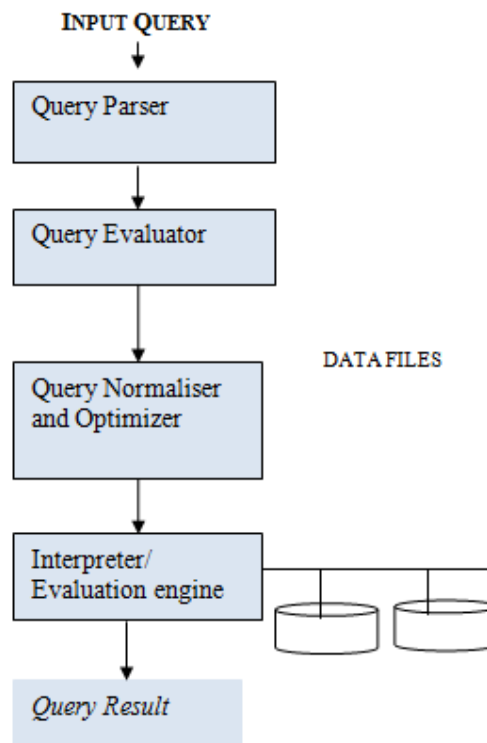 INPUT QUERY
Query Parser
Query Evaluator
Query Normaliser
and Optimizer
DATA FILES
Interpreter/
Evaluation engine
Query Result